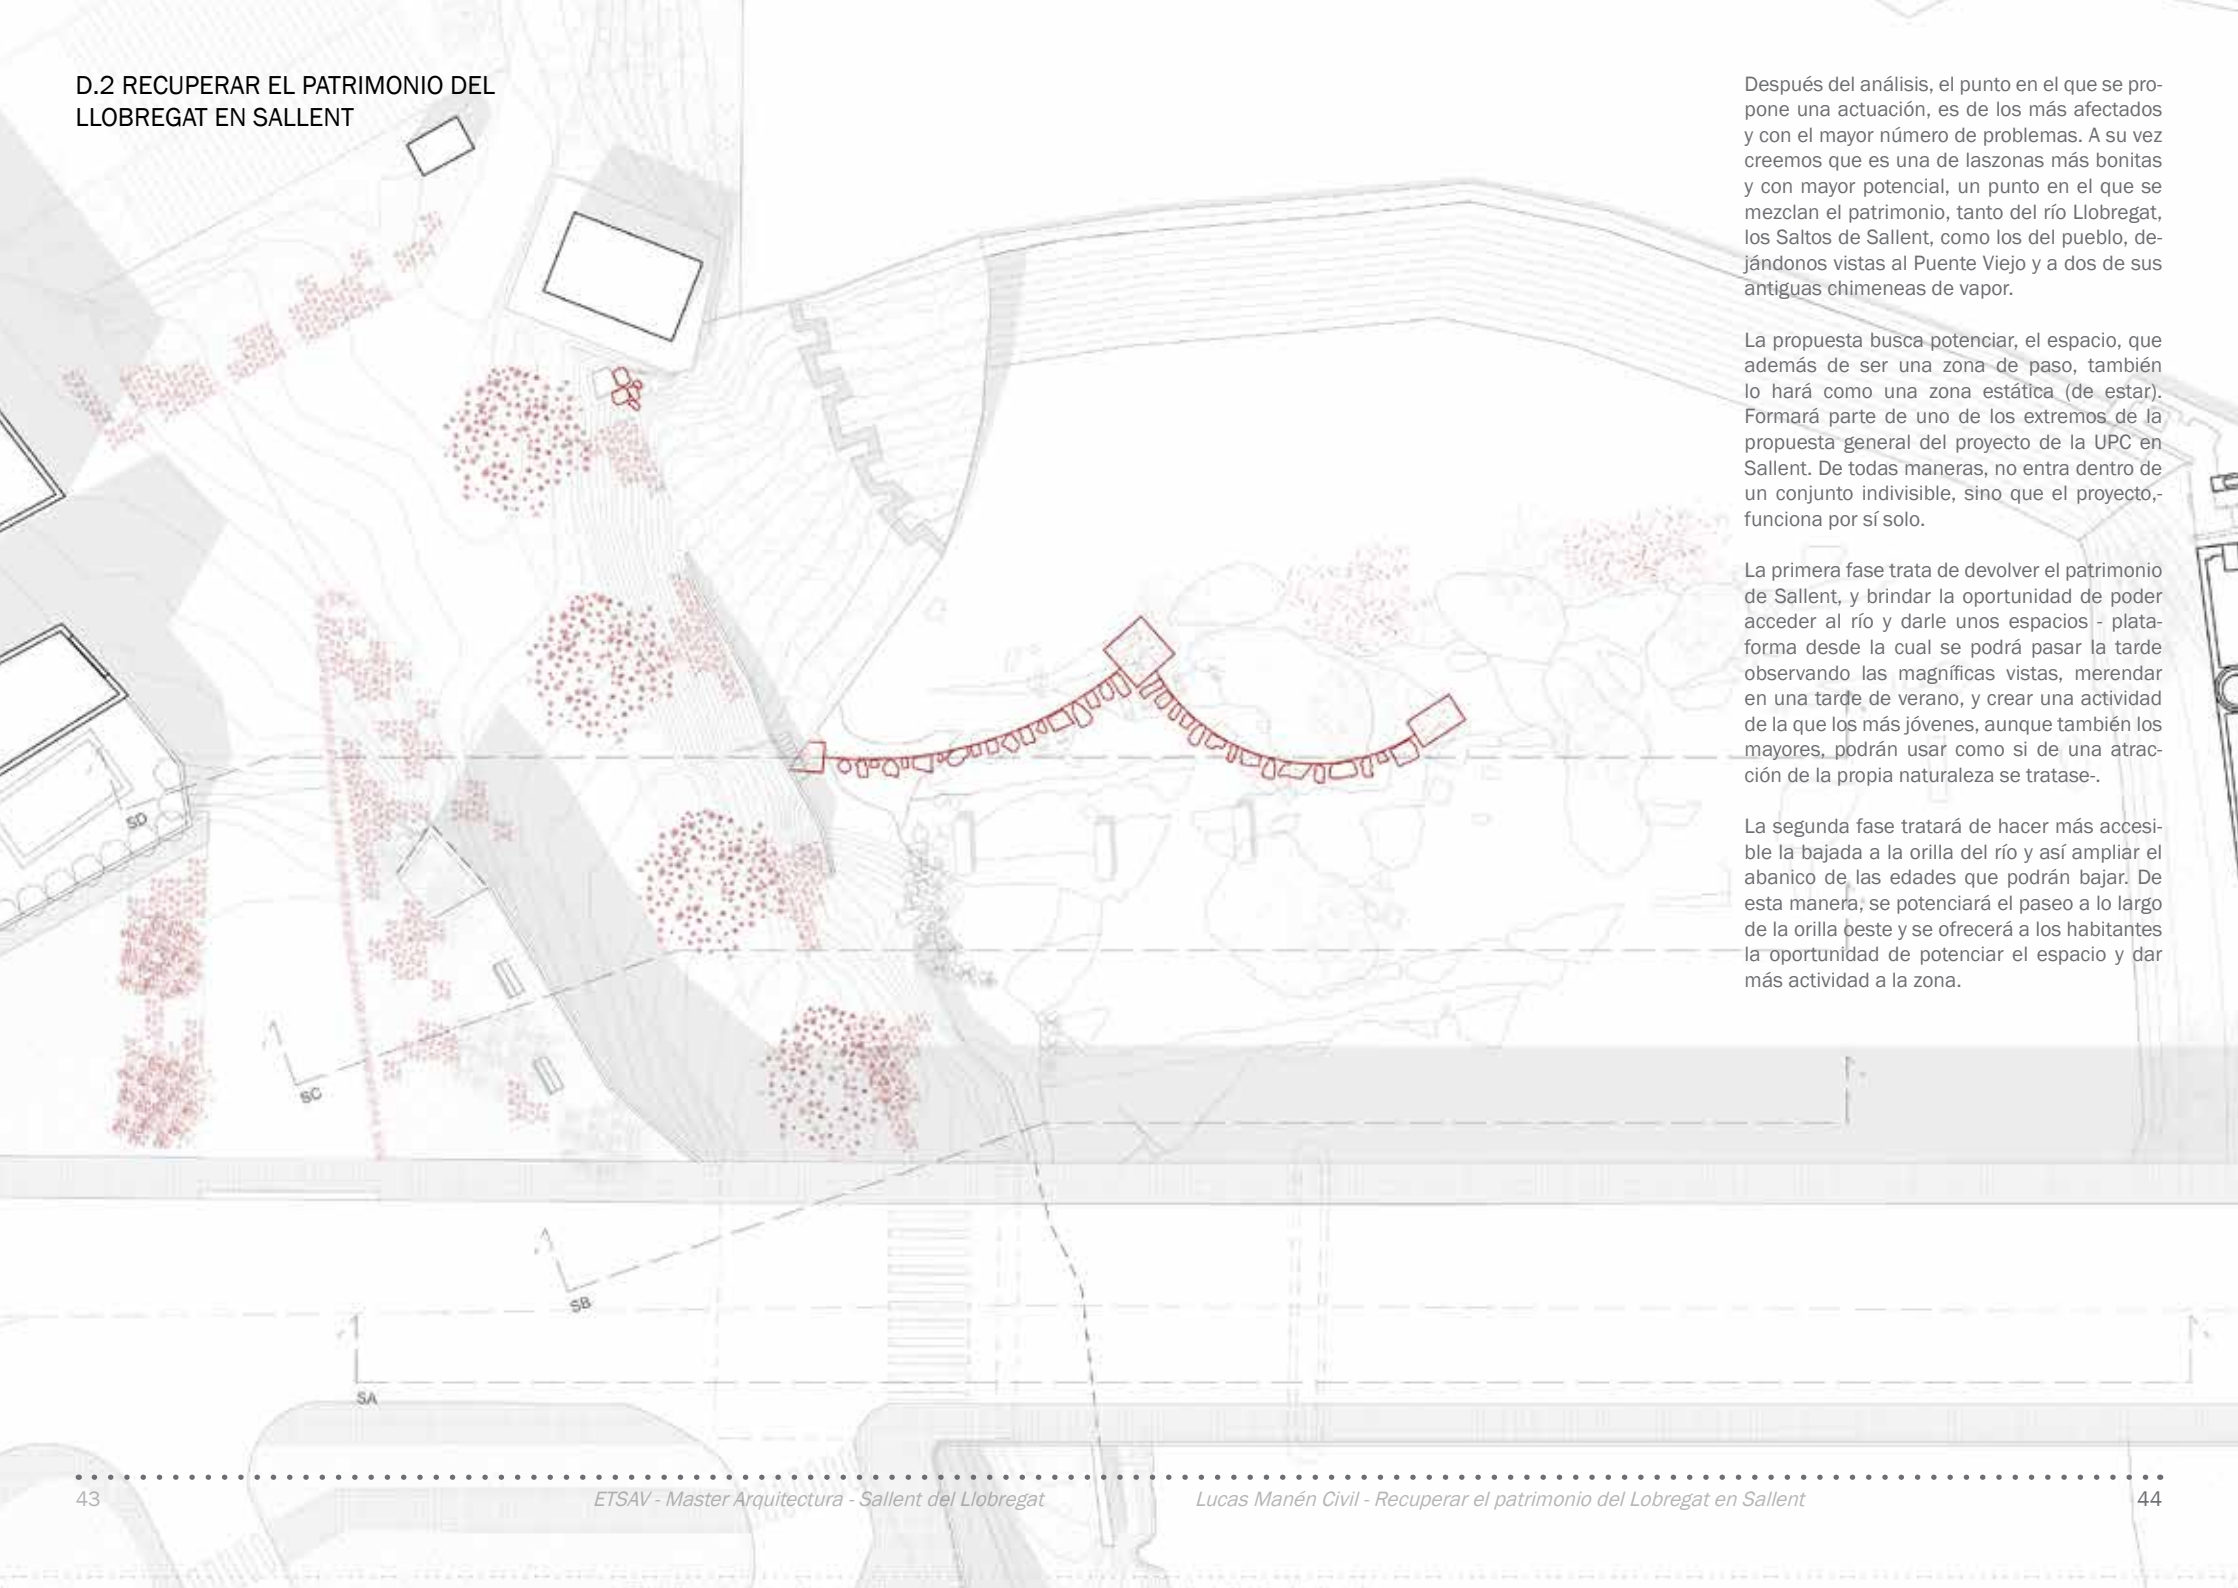 D.2 RECUPERAR EL PATRIMONIO DEL
LLOBREGAT EN SALLENT
Después del análisis, el punto en el que se pro-
pone una actuación, es de los más afectados
y con el mayor número de problemas. A su vez
creemos que es una de laszonas más bonitas
y con mayor potencial, un punto en el que se
mezclan el patrimonio, tanto del río Llobregat,
los Saltos de Sallent, como los del pueblo, de-
jándonos vistas al Puente Viejo y a dos de sus
antiguas chimeneas de vapor.
La propuesta busca potenciar, el espacio, que
además de ser una zona de paso, también
lo hará como una zona estática (de estar).
Formará parte de uno de los extremos de la
propuesta general del proyecto de la UPC en
Sallent. De todas maneras, no entra dentro de
un conjunto indivisible, sino que el proyecto,-
funciona por sí solo.
La primera fase trata de devolver el patrimonio
de Sallent, y brindar la oportunidad de poder
acceder al río y darle unos espacios - plata-
forma desde la cual se podrá pasar la tarde
observando las magníficas vistas, merendar
en una tarde de verano, y crear una actividad
de la que los más jóvenes, aunque también los
mayores, podrán usar como si de una atrac-
ción de la propia naturaleza se tratase-.
La segunda fase tratará de hacer más accesi-
ble la bajada a la orilla del río y así ampliar el
abanico de las edades que podrán bajar. De
esta manera, se potenciará el paseo a lo largo
de la orilla oeste y se ofrecerá a los habitantes
la oportunidad de potenciar el espacio y dar
más actividad a la zona.
SD
SC
SB
SA
43
ETSAV - Master Arquitectura - Sallent del Llobregat
Lucas Manén Civil - Recuperar el patrimonio del Lobregat en Sallent
44